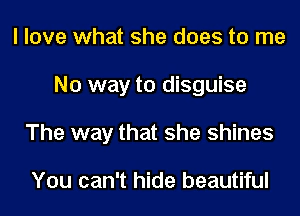 I love what she does to me
No way to disguise
The way that she shines
You can't hide beautiful